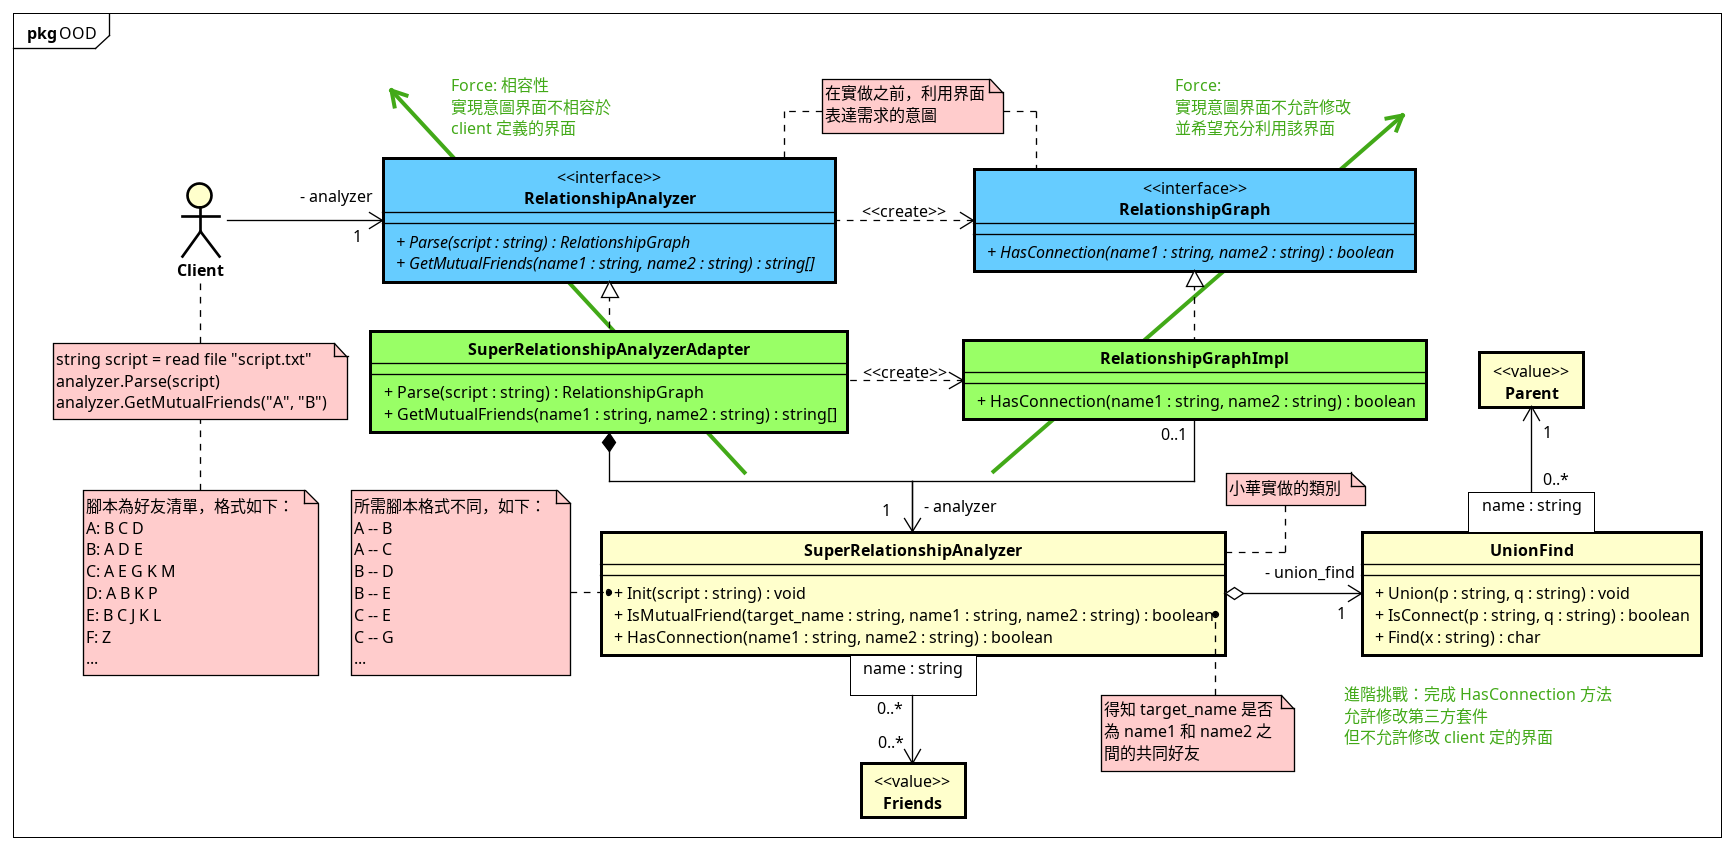 pkg OOD
Force: 相容性
實現意圖界面不相容於
client 定義的界面
在實做之前，利用界面
表達需求的意圖
Force:
實現意圖界面不允許修改
並希望充分利用該界面
Client
- analyzer
1
<<interface>>
RelationshipAnalyzer
+ Parse(script : string) : RelationshipGraph
+ GetMutualFriends(name1 : string, name2 : string) : string[]
<<create>>
<<interface>>
RelationshipGraph
+ HasConnection(name1 : string, name2 : string) : boolean
string script = read file "script.txt"
analyzer.Parse(script)
analyzer.GetMutualFriends("A", "B")
SuperRelationshipAnalyzerAdapter
+ Parse(script : string) : RelationshipGraph
+ GetMutualFriends(name1 : string, name2 : string) : string[]
<<create>>
RelationshipGraphImpl
+ HasConnection(name1 : string, name2 : string) : boolean
0..1
<<value>>
Parent
1
0..*
name : string
腳本為好友清單，格式如下：
A: B C D
B: A D E
C: A E G K M
D: A B K P
E: B C J K L
F: Z
...
所需腳本格式不同，如下：
A -- B
A -- C
B -- D
B -- E
C -- E
C -- G
...
1
- analyzer
小華實做的類別
SuperRelationshipAnalyzer
+ Init(script : string) : void
+ IsMutualFriend(target_name : string, name1 : string, name2 : string) : boolean
+ HasConnection(name1 : string, name2 : string) : boolean
- union_find
1
UnionFind
+ Union(p : string, q : string) : void
+ IsConnect(p : string, q : string) : boolean
+ Find(x : string) : char
name : string
0..*
0..*
<<value>>
Friends
得知 target_name 是否
為 name1 和 name2 之
間的共同好友
進階挑戰：完成 HasConnection 方法
允許修改第三方套件
但不允許修改 client 定的界面